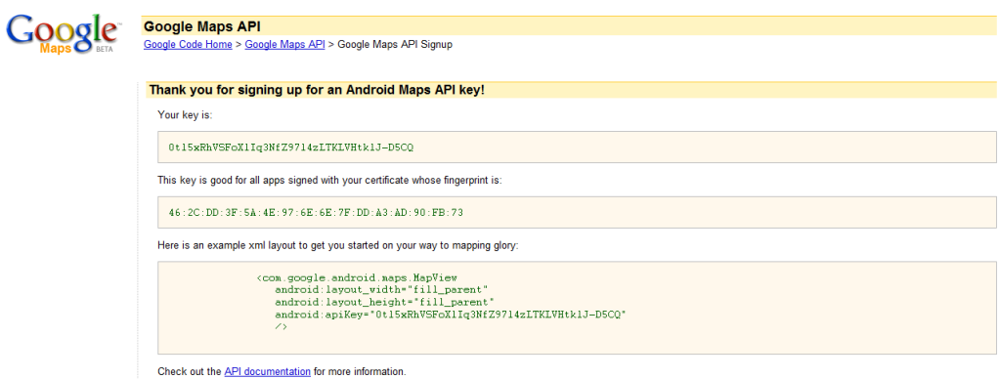 Google™
Maps BETA
Google Maps API
Google Code Home > Google Maps API > Google Maps API Signup
Thank you for signing up for an Android Maps API key!
Your key is:
0tl5xRhVSFoXlIq3NfZ97l4zLTKLVHtklJ-D5CQ
This key is good for all apps signed with your certificate whose fingerprint is:
46:2C:DD:3F:5A:4E:97:6E:6E:7F:DD:A3:AD:90:FB:73
Here is an example xml layout to get you started on your way to mapping glory:
<com.google.android.maps.MapView
android:layout_width="fill_parent"
android:layout_height="fill_parent"
android:apiKey="0tl5xRhVSFoXlIq3NfZ97l4zLTKLVHtklJ-D5CQ"
/>
Check out the API documentation for more information.